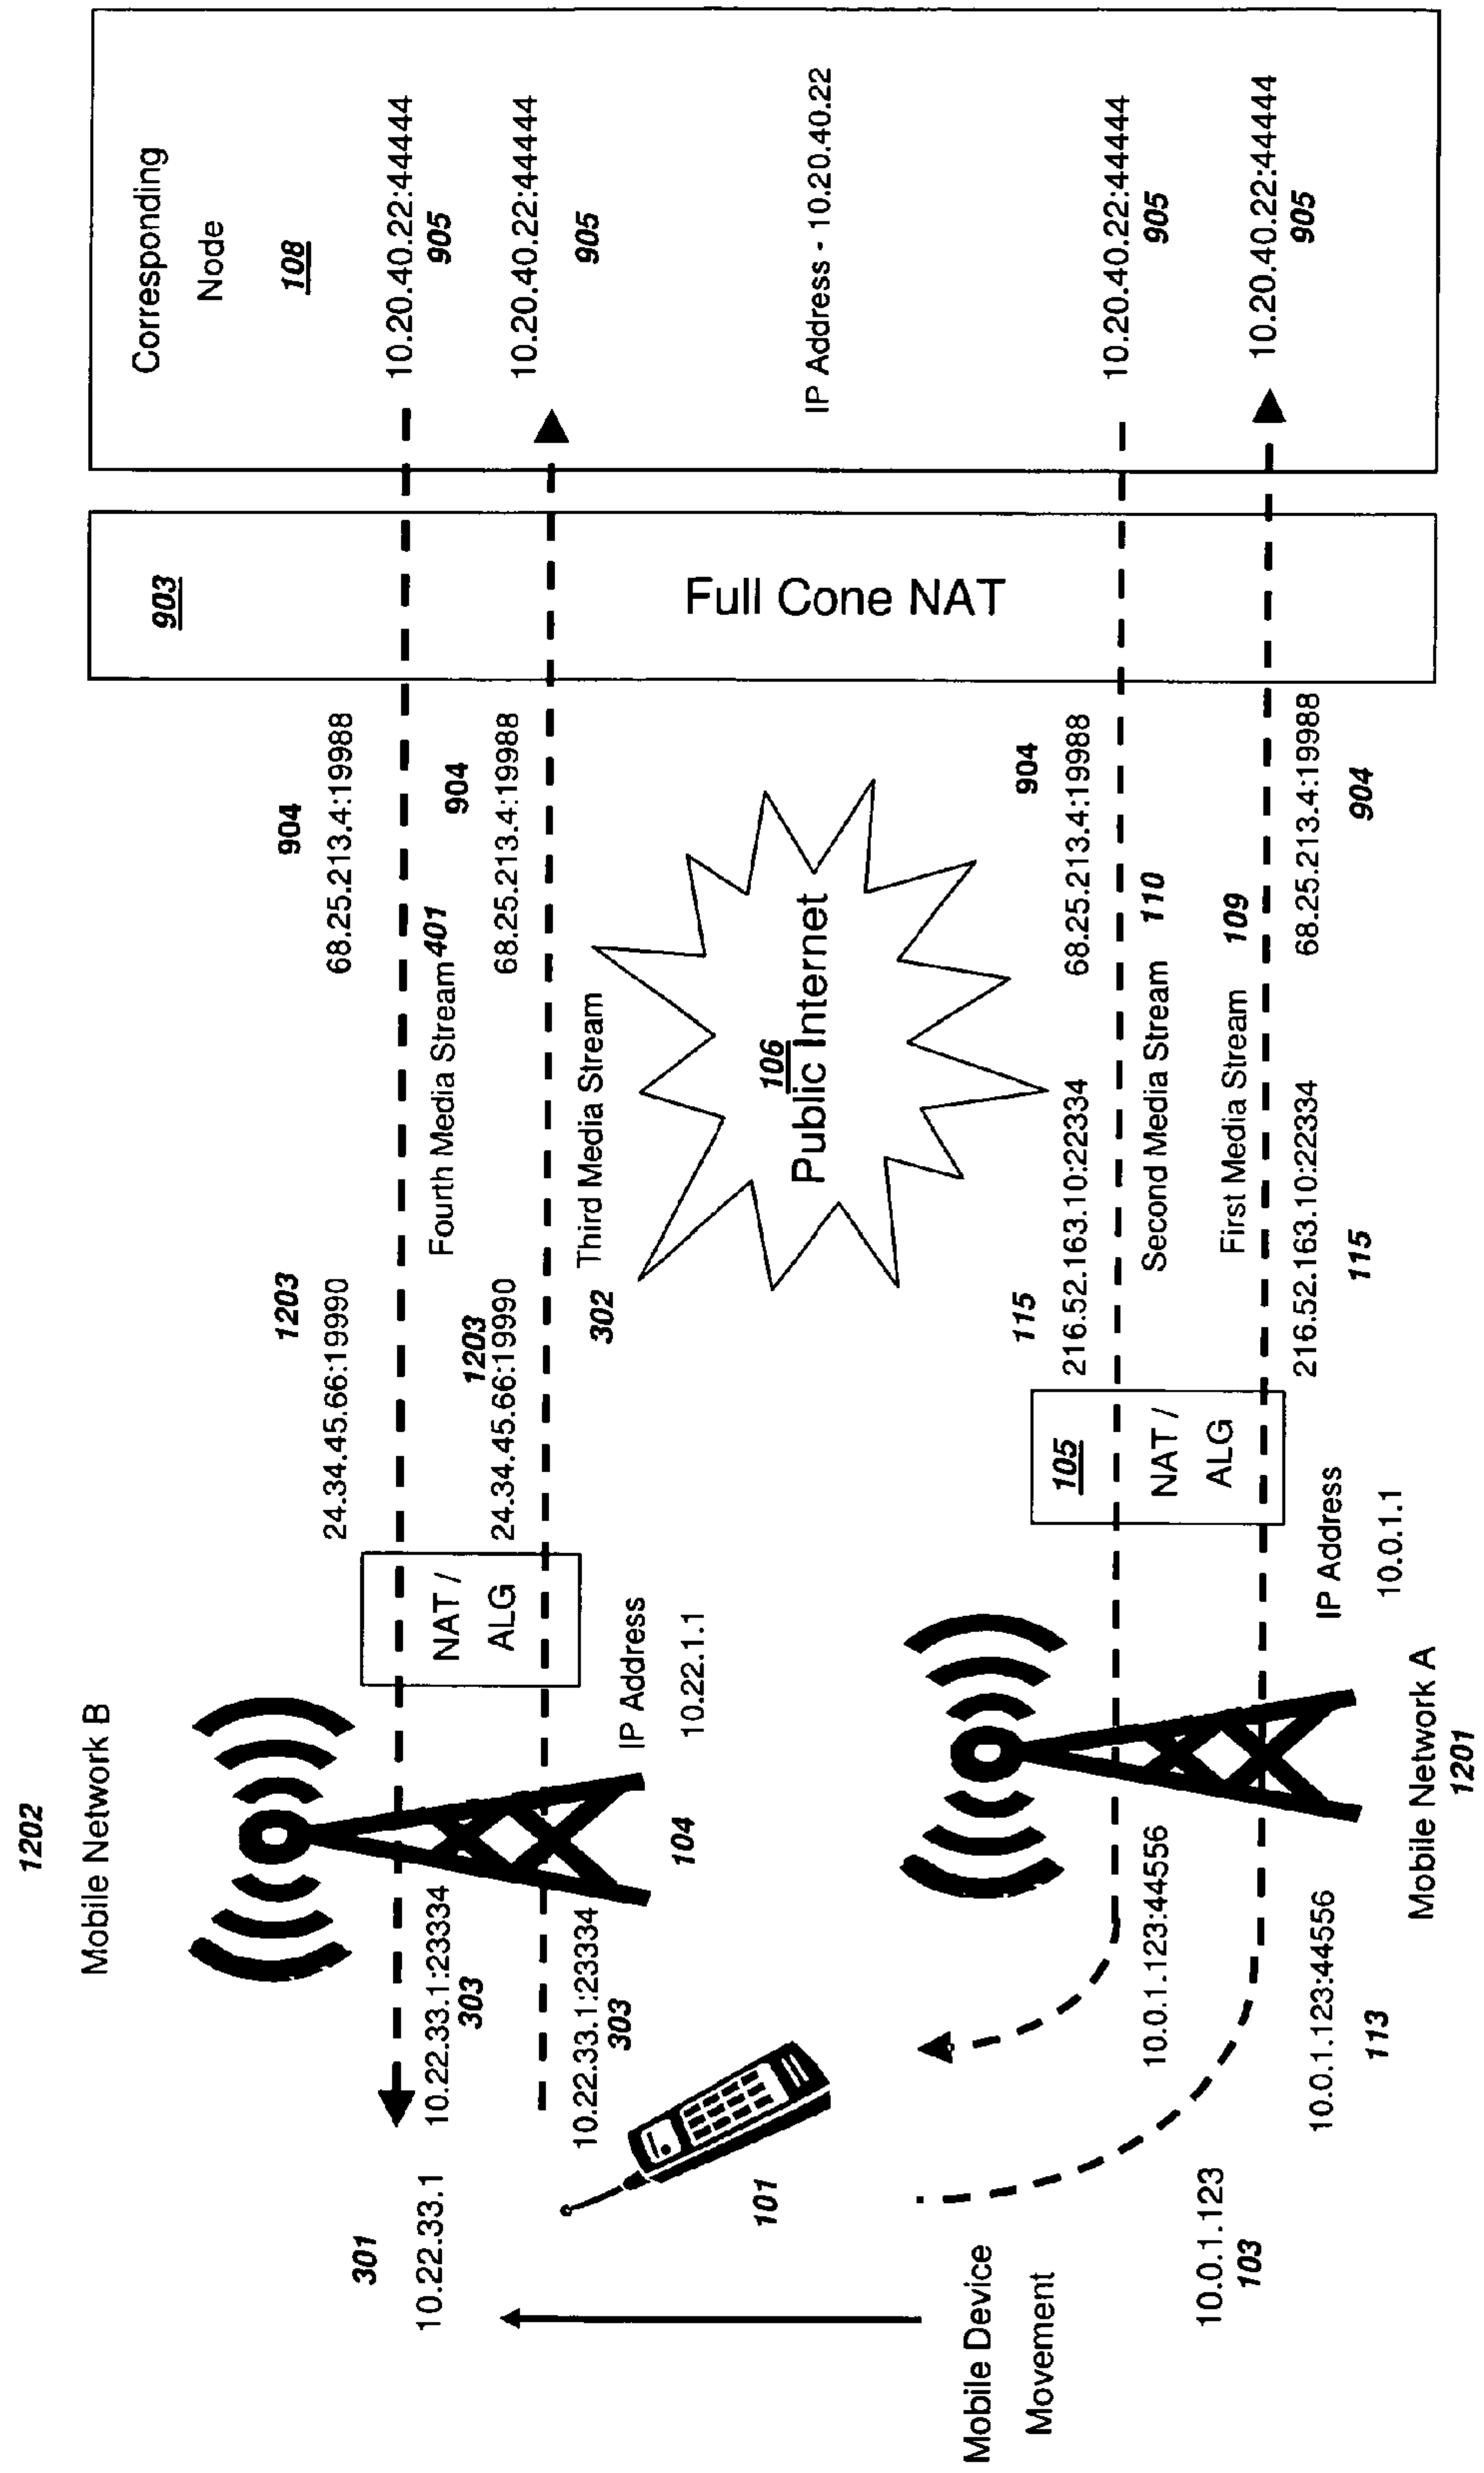 1202
Mobile Network B
301
10.22.33.1
10.22.33.1:23334
303
10.22.33.1:23334
303
104
IP Address
10.22.1.1
NAT /
ALG
1203
24.34.45.66:19990
1203
24.34.45.66:19990
Fourth Media Stream 401
Third Media Stream
302
904
68.25.213.4:19988
904
68.25.213.4:19988
903
Full Cone NAT
Corresponding
Node
108
10.20.40.22:44444
905
10.20.40.22:44444
905
IP Address - 10.20.40.22
10.20.40.22:44444
905
10.20.40.22:44444
905
106
Public Internet
101
Mobile Device
Movement
10.0.1.123
103
10.0.1.123:44556
10.0.1.123:44556
113
Mobile Network A
1201
IP Address
10.0.1.1
105
NAT /
ALG
115
216.52.163.10:22334
Second Media Stream 110
First Media Stream 109
216.52.163.10:22334
115
904
68.25.213.4:19988
68.25.213.4:19988
904